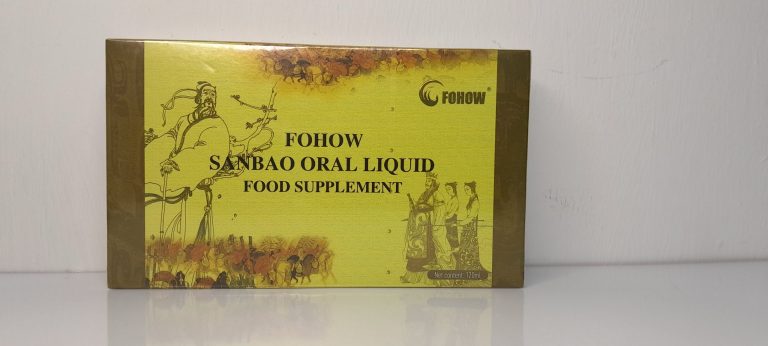 FOHOW®
FOHOW
SANBAO ORAL LIQUID
FOOD SUPPLEMENT
Net content: 120ml